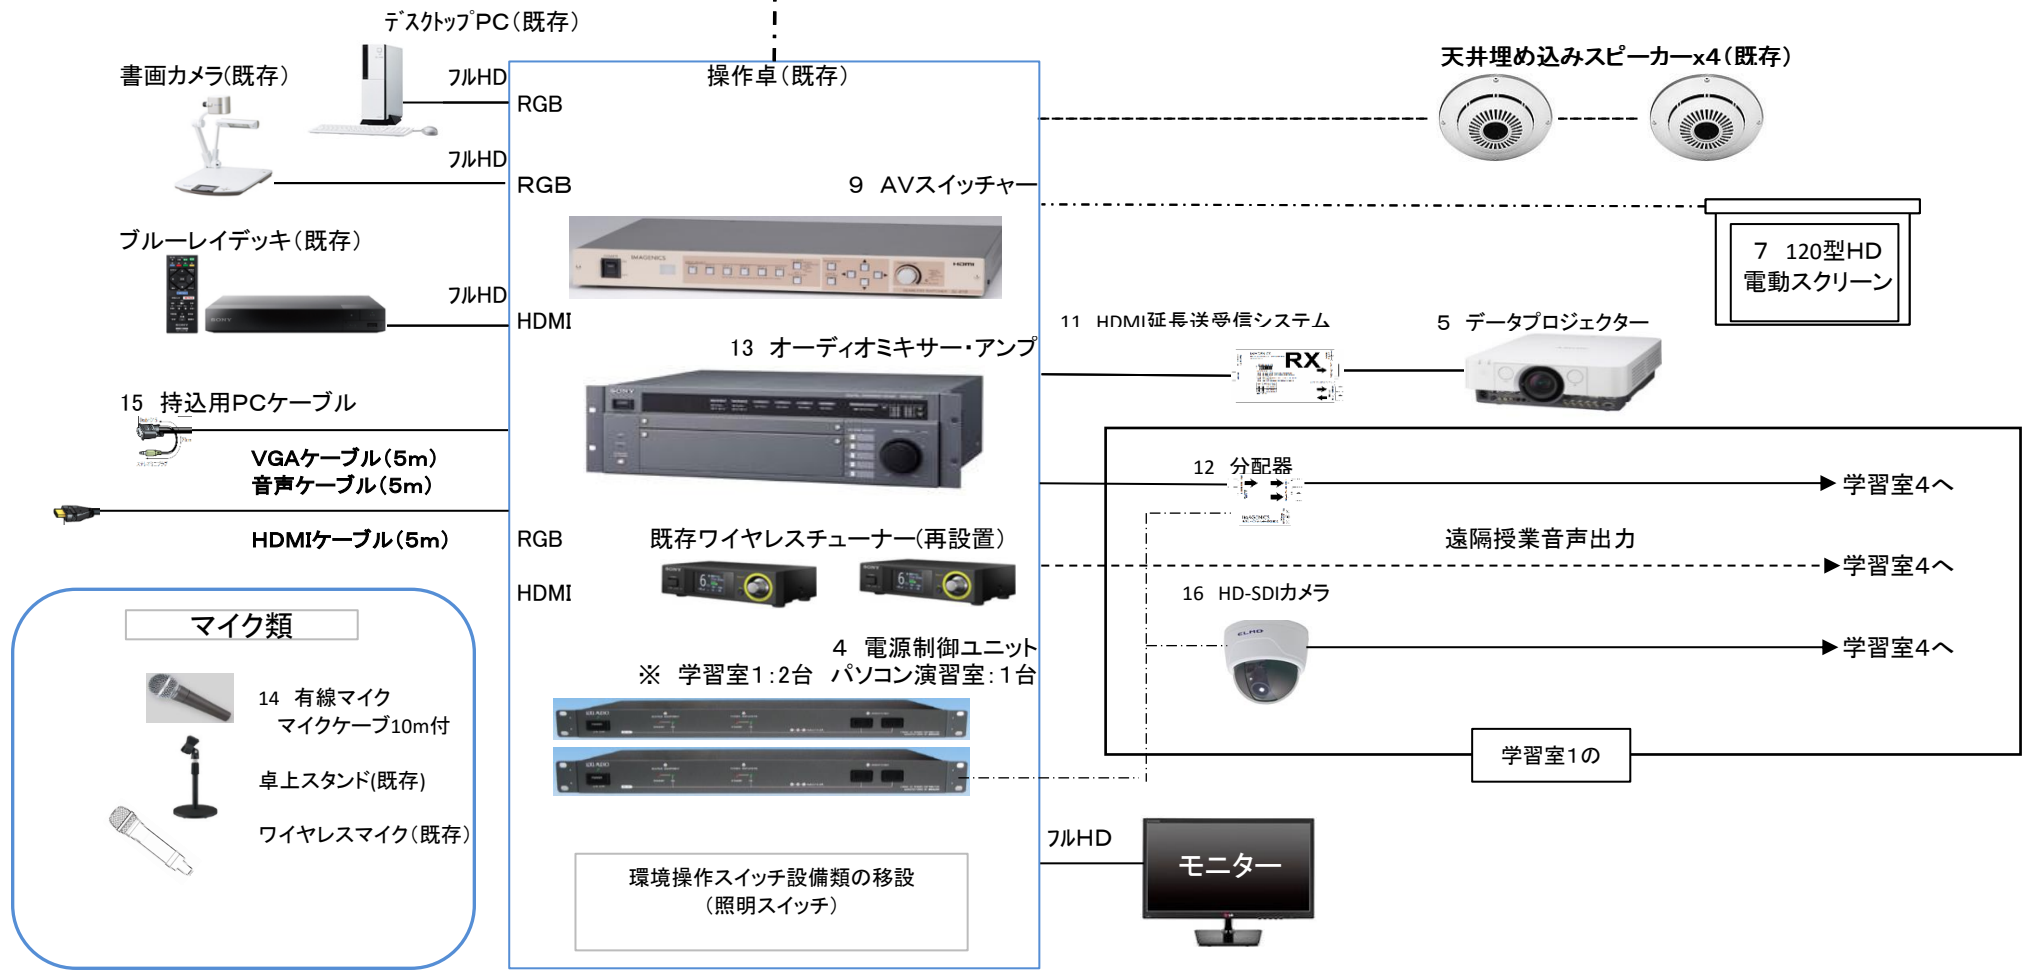 ﾃﾞｽｸﾄｯﾌﾟPC（既存）
書画カメラ(既存）
ﾌﾙHD
RGB
操作卓（既存）
天井埋め込みスピーカーx4（既存）
ﾌﾙHD
RGB
9　AVスイッチャー
ブルーレイデッキ（既存）
ﾌﾙHD
HDMI
IMAGENICS
HDMI
SONY
7　120型HD
電動スクリーン
11　HDMI延長送受信システム
RX
5　データプロジェクター
13　オーディオミキサー・アンプ
SONY
15　持込用PCケーブル
VGAケーブル（5m）
音声ケーブル（5m）
HDMIケーブル（5m）
12　分配器
IMAGENICS
学習室4へ
RGB
HDMI
既存ワイヤレスチューナー(再設置）
SONY
6
SONY
6
遠隔授業音声出力
学習室4へ
16　HD-SDIカメラ
ELMO
学習室4へ
学習室1の
4　電源制御ユニット
※　学習室1：2台　パソコン演習室：1台
マイク類
14　有線マイク
マイクケーブ10m付
卓上スタンド(既存)
ワイヤレスマイク（既存）
環境操作スイッチ設備類の移設
（照明スイッチ）
ﾌﾙHD
モニター
LG